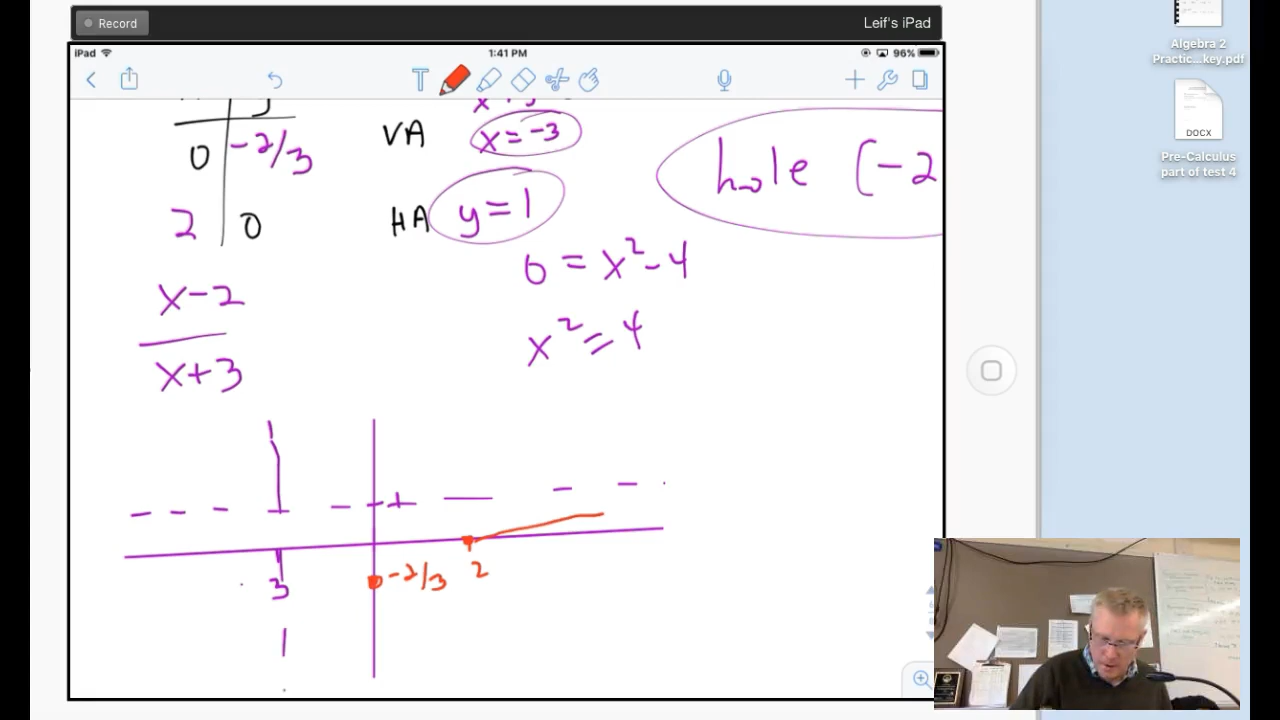 Record
Leif's iPad
iPad
1:41 PM
96%
T
Algebra 2
Practic...key.pdf
DOCX
Pre-Calculus
part of test 4
0 -2/3
2 0
VA x = -3
HA y = 1
hole (-2
0 = x² - 4
x² = 4
x - 2
x + 3
3
-2/3
2